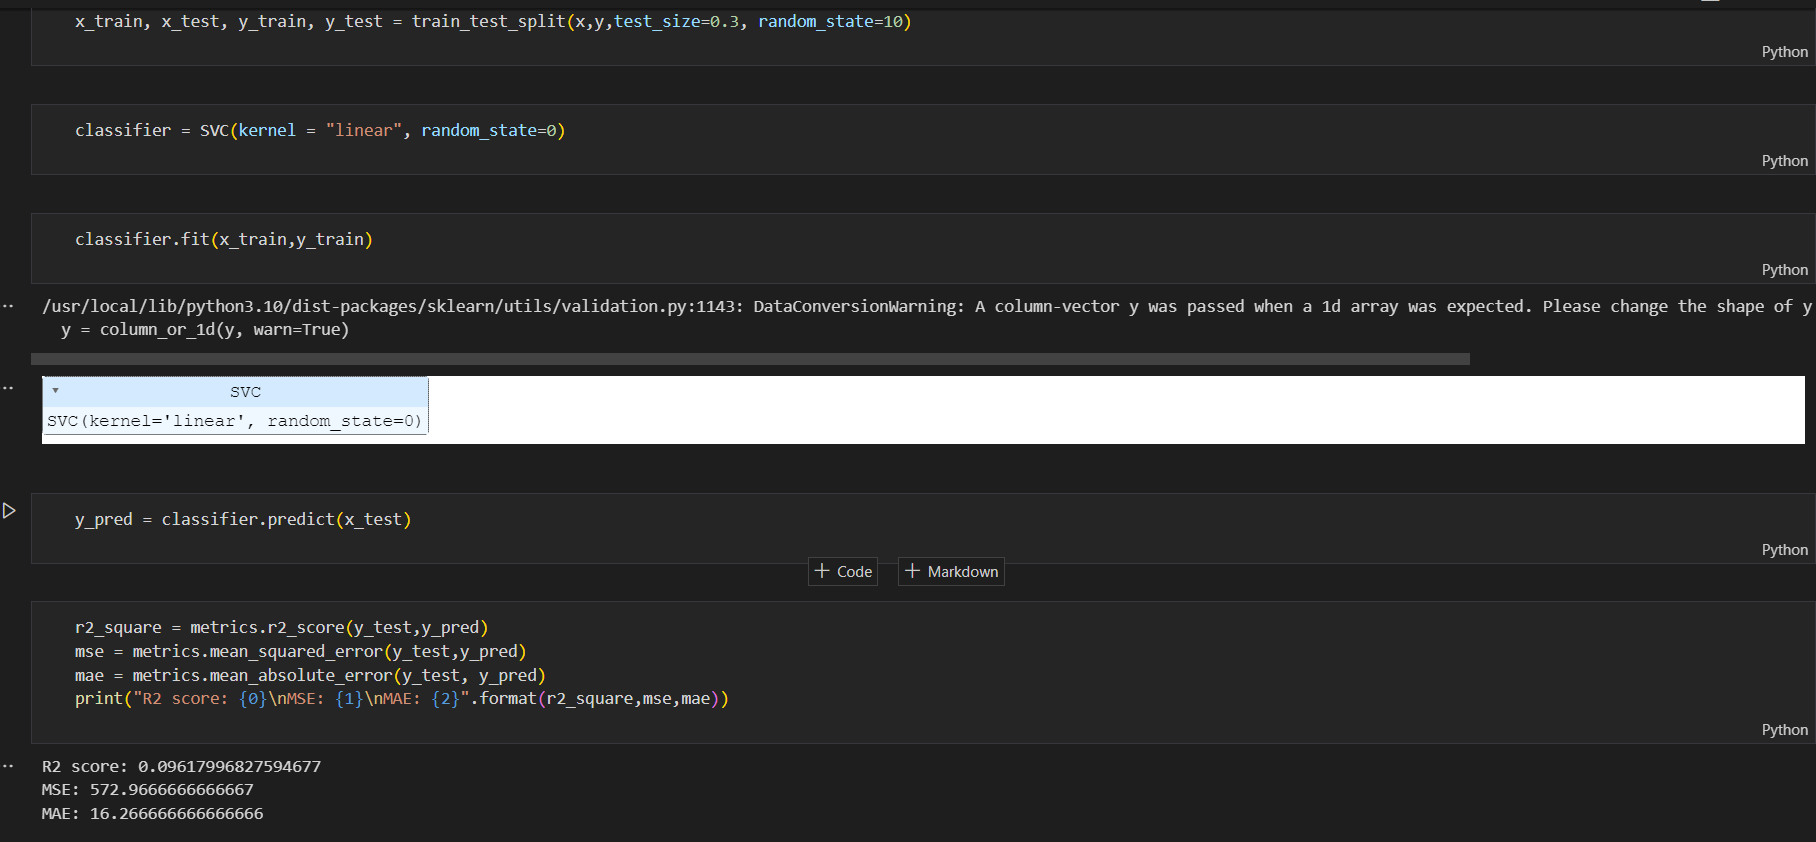 x_train, x_test, y_train, y_test = train_test_split(x,y,test_size=0.3, random_state=10)
Python
classifier = SVC(kernel = "linear", random_state=0)
Python
classifier.fit(x_train,y_train)
Python
/usr/local/lib/python3.10/dist-packages/sklearn/utils/validation.py:1143: DataConversionWarning: A column-vector y was passed when a 1d array was expected. Please change the shape of y
y = column_or_1d(y, warn=True)
SVC
SVC(kernel='linear', random_state=0)
y_pred = classifier.predict(x_test)
Python
+ Code + Markdown
r2_square = metrics.r2_score(y_test,y_pred)
mse = metrics.mean_squared_error(y_test,y_pred)
mae = metrics.mean_absolute_error(y_test, y_pred)
print("R2 score: {0}\nMSE: {1}\nMAE: {2}".format(r2_square,mse,mae))
Python
R2 score: 0.09617996827594677
MSE: 572.9666666666667
MAE: 16.266666666666666